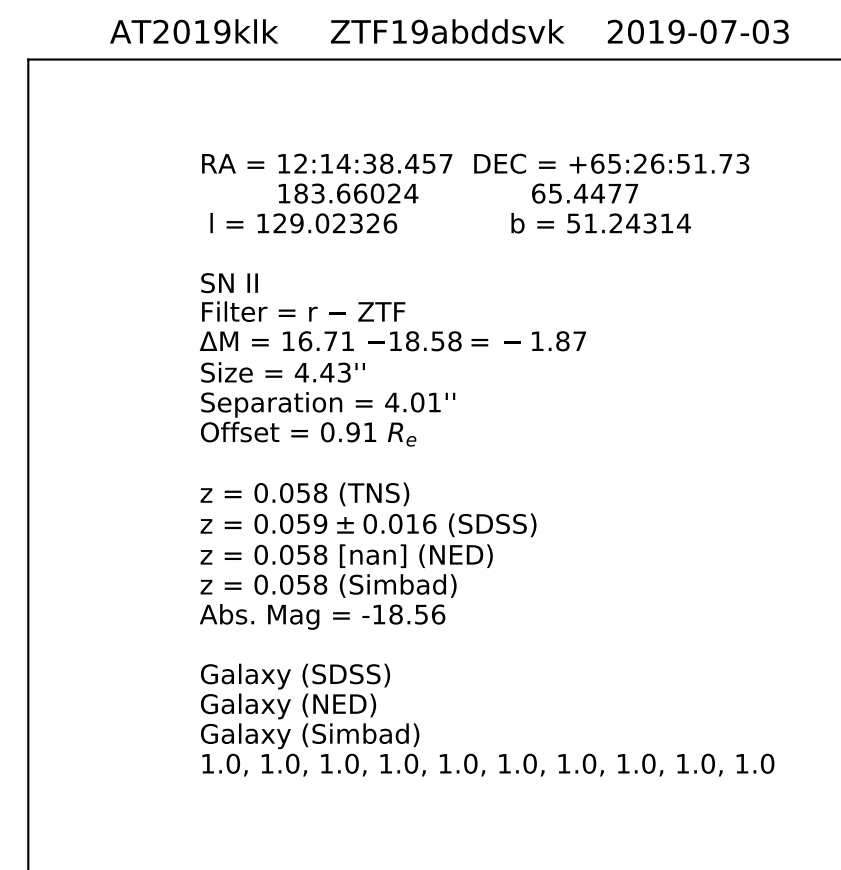 AT2019klk ZTF19abddsvk 2019-07-03
RA = 12:14:38.457 DEC = +65:26:51.73
183.66024 65.4477
l = 129.02326 b = 51.24314
SN II
Filter = r − ZTF
ΔM = 16.71 −18.58 = − 1.87
Size = 4.43''
Separation = 4.01''
Offset = 0.91 Rₑ
z = 0.058 (TNS)
z = 0.059 ± 0.016 (SDSS)
z = 0.058 [nan] (NED)
z = 0.058 (Simbad)
Abs. Mag = -18.56
Galaxy (SDSS)
Galaxy (NED)
Galaxy (Simbad)
1.0, 1.0, 1.0, 1.0, 1.0, 1.0, 1.0, 1.0, 1.0, 1.0